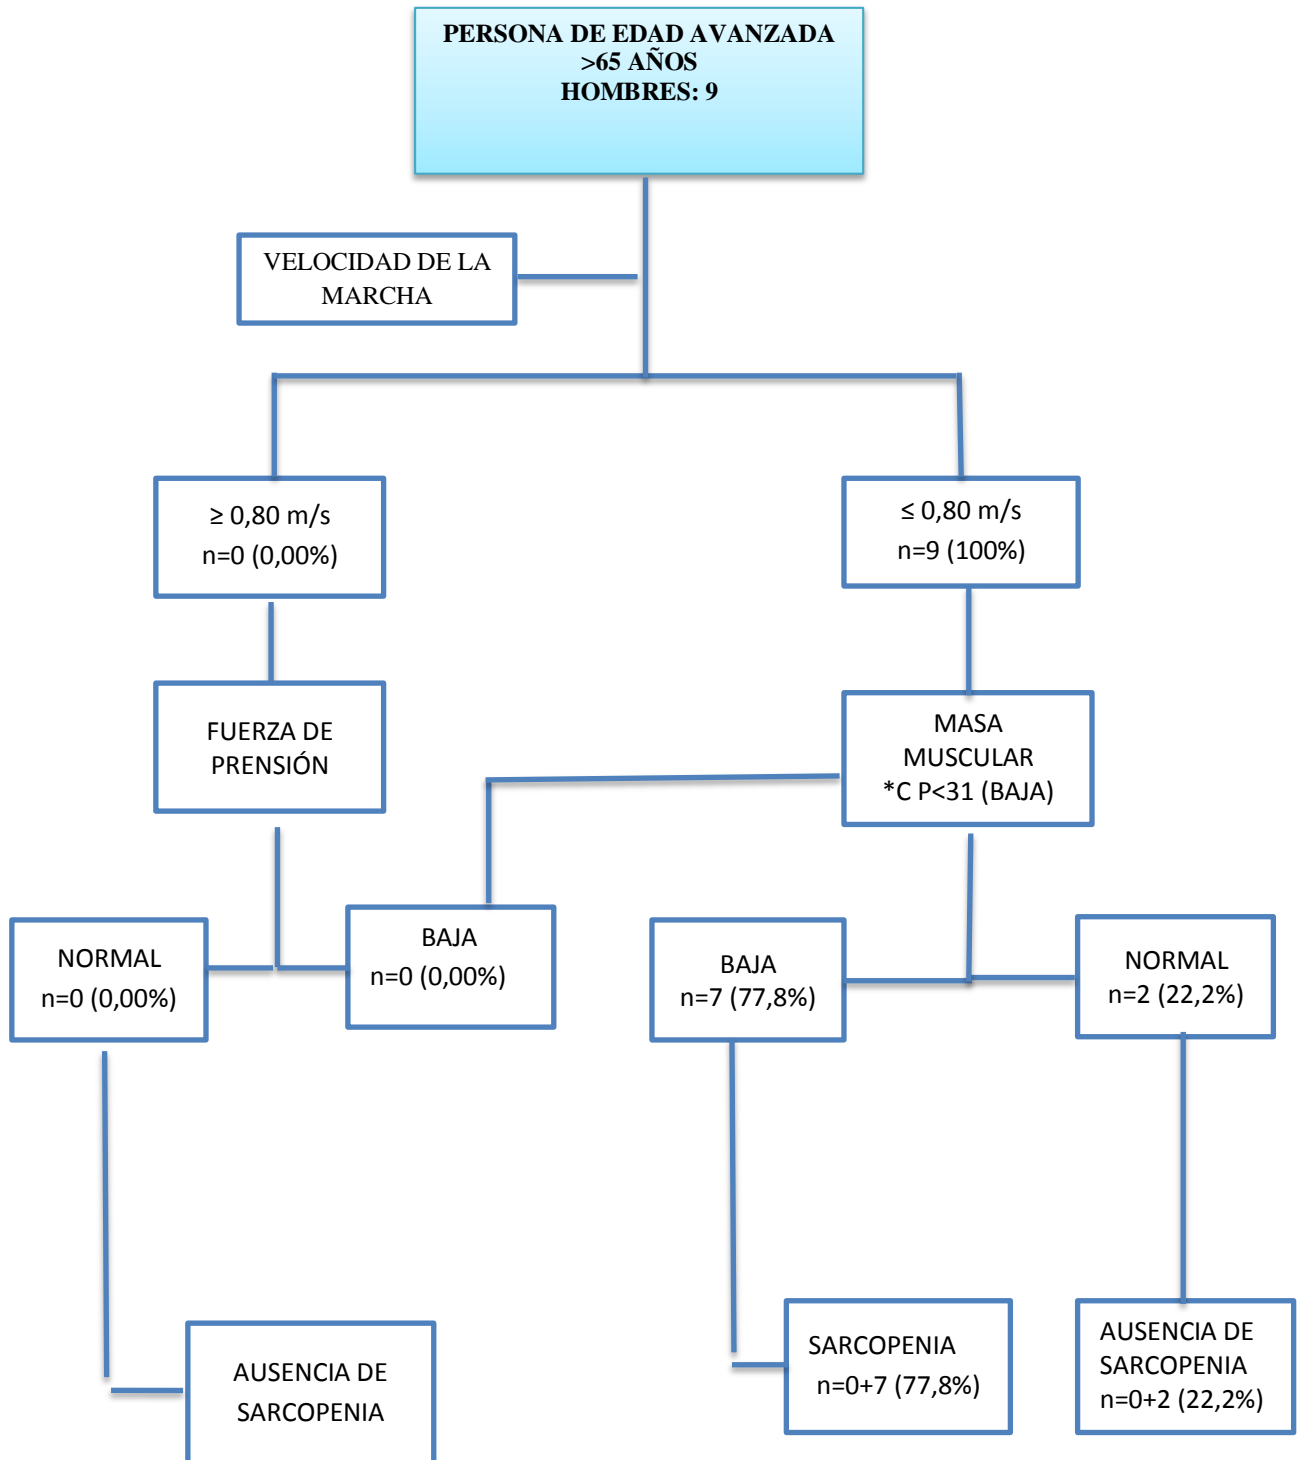 PERSONA DE EDAD AVANZADA
>65 AÑOS
HOMBRES: 9
VELOCIDAD DE LA
MARCHA
≥ 0,80 m/s
n=0 (0,00%)
≤ 0,80 m/s
n=9 (100%)
FUERZA DE
PRENSIÓN
MASA
MUSCULAR
*C P<31 (BAJA)
NORMAL
n=0 (0,00%)
BAJA
n=0 (0,00%)
BAJA
n=7 (77,8%)
NORMAL
n=2 (22,2%)
AUSENCIA DE
SARCOPENIA
SARCOPENIA
n=0+7 (77,8%)
AUSENCIA DE
SARCOPENIA
n=0+2 (22,2%)